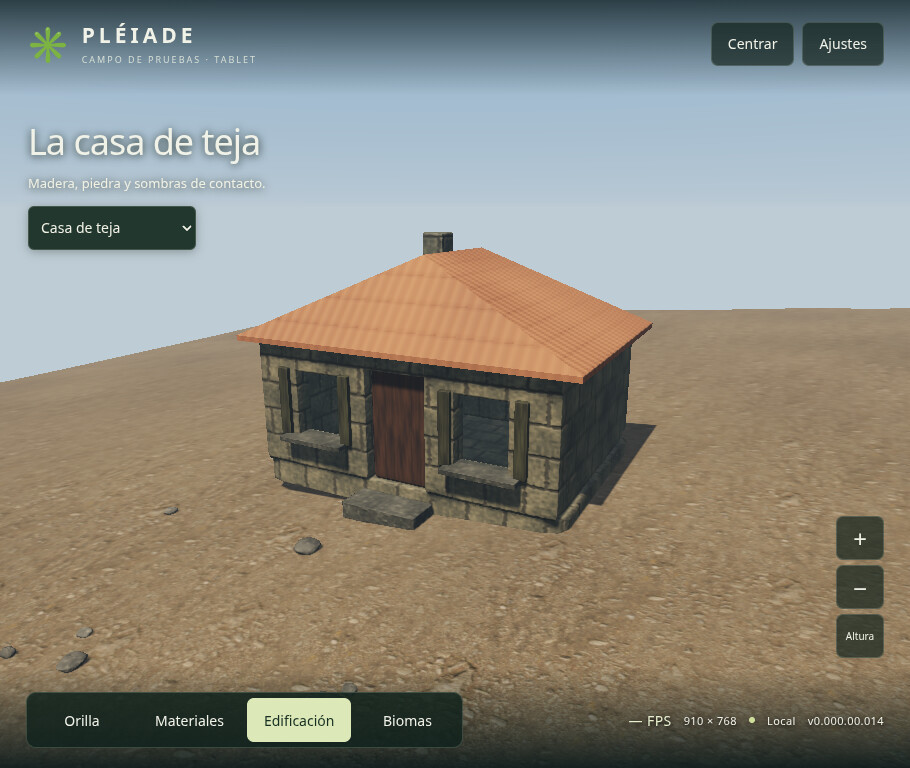 PLÉIADE
CAMPO DE PRUEBAS · TABLET
Centrar
Ajustes
La casa de teja
Madera, piedra y sombras de contacto.
Casa de teja
+
−
Altura
Orilla
Materiales
Edificación
Biomas
— FPS
910 × 768
Local
v0.000.00.014